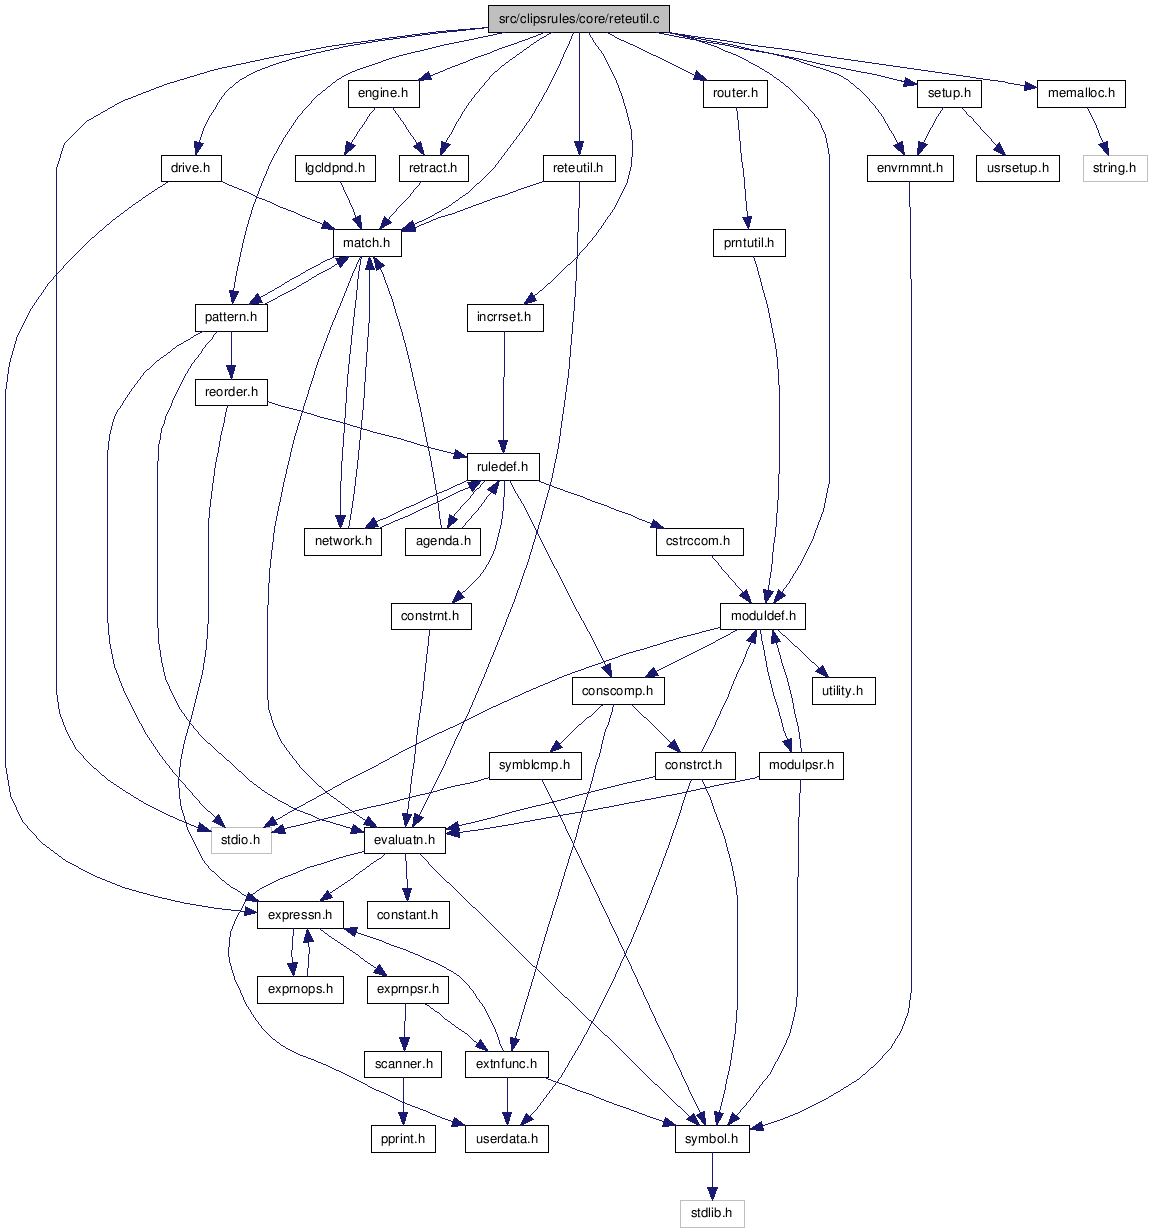 src/clipsrules/core/reteutil.c
engine.h
router.h
setup.h
memalloc.h
drive.h
lgcldpnd.h
retract.h
reteutil.h
envrnmnt.h
usrsetup.h
string.h
match.h
prntutil.h
pattern.h
incrrset.h
reorder.h
ruledef.h
network.h
agenda.h
cstrccom.h
constrnt.h
moduldef.h
conscomp.h
utility.h
symblcmp.h
constrct.h
modulpsr.h
stdio.h
evaluatn.h
expressn.h
constant.h
exprnops.h
exprnpsr.h
scanner.h
extnfunc.h
pprint.h
userdata.h
symbol.h
stdlib.h